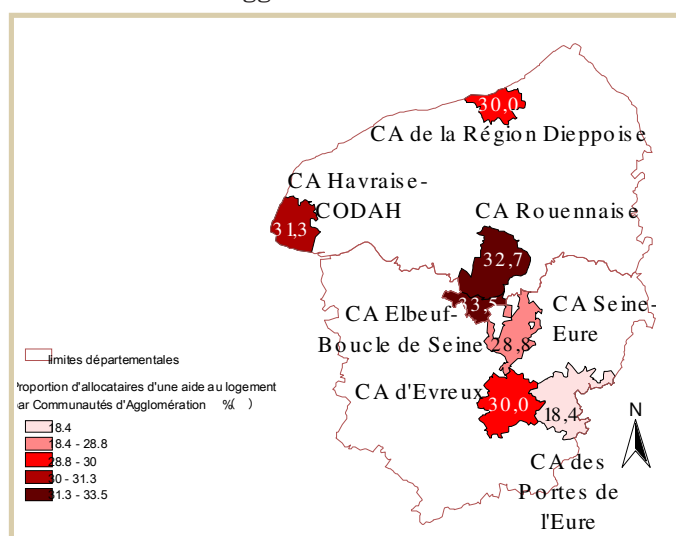 30,0
CA de la Région Dieppoise
CA Havraise-
CODAH
31,3
CA Rouennaise
32,7
33,5
CA Elbeuf-
Boucle de Seine
CA Seine-
Eure
28,8
CA d'Evreux
30,0
18,4
N
CA des
Portes de
l'Eure
limites départementales
Proportion d'allocataires d'une aide au logement
par Communautés d'Agglomération %( )
18.4
18.4 - 28.8
28.8 - 30
30 - 31.3
31.3 - 33.5